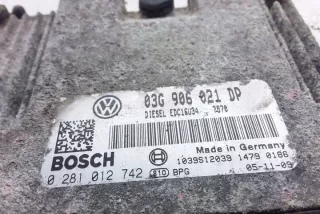 03G 906 021 DP
DIESEL EDC16U34
Made in Germany
BOSCH
1039S12039 1479 0186
0 281 012 742 S10 BPG 05-11-09